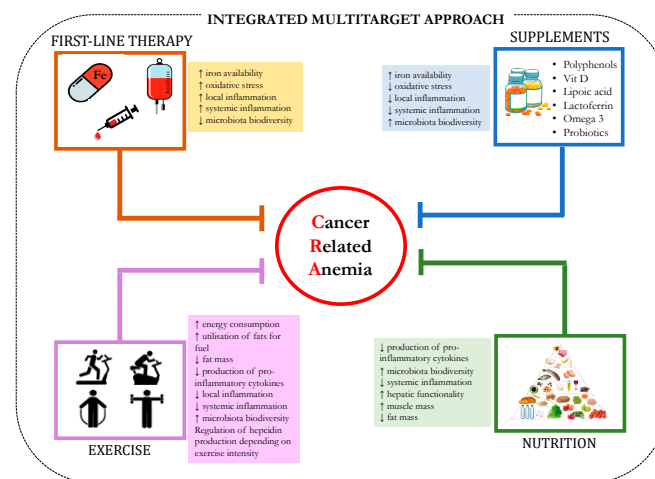 INTEGRATED MULTITARGET APPROACH
FIRST-LINE THERAPY
Fe
↑ iron availability
↑ oxidative stress
↑ local inflammation
↑ systemic inflammation
↓ microbiota biodiversity
SUPPLEMENTS
↑ iron availability
↓ oxidative stress
↓ local inflammation
↓ systemic inflammation
↑ microbiota biodiversity
• Polyphenols
• Vit D
• Lipoic acid
• Lactoferrin
• Omega 3
• Probiotics
Cancer
Related
Anemia
EXERCISE
↑ energy consumption
↑ utilisation of fats for
fuel
↓ fat mass
↓ production of pro-
inflammatory cytokines
↓ local inflammation
↓ systemic inflammation
↑ microbiota biodiversity
Regulation of hepcidin
production depending on
exercise intensity
↓ production of pro-
inflammatory cytokines
↑ microbiota biodiversity
↓ systemic inflammation
↑ hepatic functionality
↑ muscle mass
↓ fat mass
NUTRITION